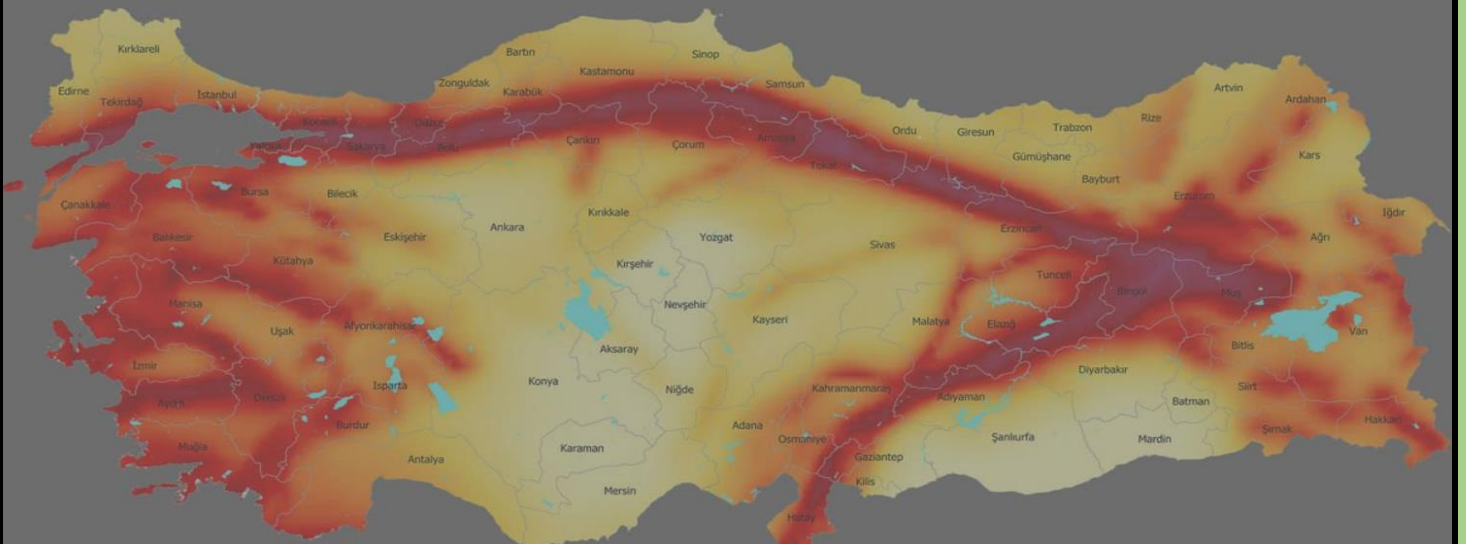 Kırklareli
Edirne
Tekirdağ
İstanbul
Kocaeli
Yalova
Sakarya
Düzce
Bolu
Zonguldak
Bartın
Karabük
Kastamonu
Sinop
Samsun
Çankırı
Çorum
Amasya
Tokat
Ordu
Giresun
Trabzon
Gümüşhane
Bayburt
Rize
Artvin
Ardahan
Kars
Iğdır
Ağrı
Erzurum
Erzincan
Çanakkale
Bursa
Bilecik
Balıkesir
Kütahya
Eskişehir
Ankara
Kırıkkale
Yozgat
Kırşehir
Sivas
Tunceli
Bingöl
Muş
Manisa
Uşak
Afyonkarahisar
Nevşehir
Kayseri
Malatya
Elazığ
Van
Bitlis
İzmir
Aksaray
Konya
Niğde
Isparta
Kahramanmaraş
Diyarbakır
Siirt
Batman
Aydın
Denizli
Burdur
Adıyaman
Muğla
Antalya
Karaman
Adana
Osmaniye
Gaziantep
Şanlıurfa
Mardin
Şırnak
Hakkari
Mersin
Kilis
Hatay